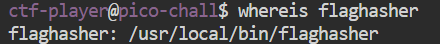 ctf-player@pico-chall$ whereis flaghasher
flaghasher: /usr/local/bin/flaghasher